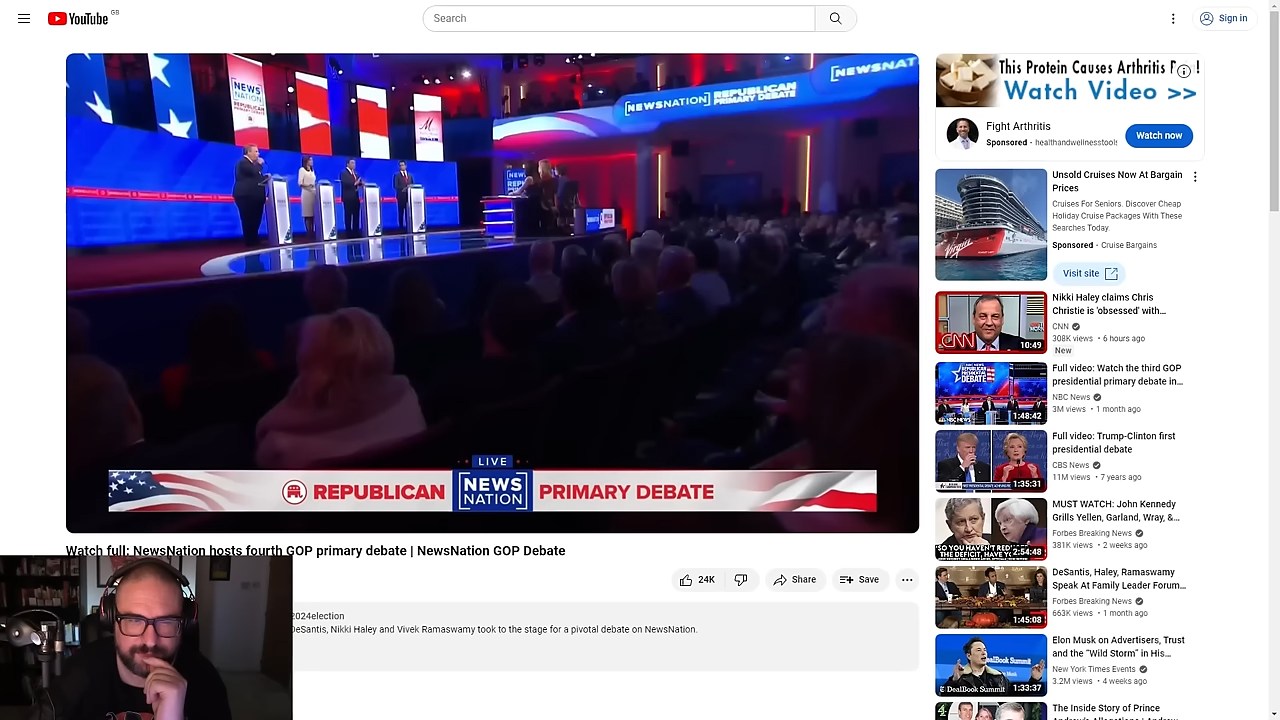 YouTube GB
Search
Sign in
NEWS
NATION
NEWSNATION REPUBLICAN
PRIMARY DEBATE
NEWSNAT
LIVE
REPUBLICAN NEWS NATION PRIMARY DEBATE
Watch full: NewsNation hosts fourth GOP primary debate | NewsNation GOP Debate
24K
Share
Save
2024election
DeSantis, Nikki Haley and Vivek Ramaswamy took to the stage for a pivotal debate on NewsNation.
This Protein Causes Arthritis
Watch Video >>
Fight Arthritis
Sponsored · healthandwellnesstools
Watch now
Unsold Cruises Now At Bargain
Prices
Cruises For Seniors. Discover Cheap
Holiday Cruise Packages With These
Searches Today.
Sponsored · Cruise Bargains
Visit site
Virgin
Nikki Haley claims Chris
Christie is 'obsessed' with…
CNN
308K views · 6 hours ago
New
CNN
10:49
Full video: Watch the third GOP
presidential primary debate in…
NBC News
3M views · 1 month ago
DEBATE
NBC NEWS
1:48:42
Full video: Trump-Clinton first
presidential debate
CBS News
11M views · 7 years ago
1:35:31
MUST WATCH: John Kennedy
Grills Yellen, Garland, Wray, &…
Forbes Breaking News
381K views · 2 weeks ago
2:54:48
DeSantis, Haley, Ramaswamy
Speak At Family Leader Forum…
Forbes Breaking News
663K views · 1 month ago
1:45:08
Elon Musk on Advertisers, Trust
and the “Wild Storm” in His…
New York Times Events
3.2M views · 4 weeks ago
DealBook Summit
1:33:37
The Inside Story of Prince